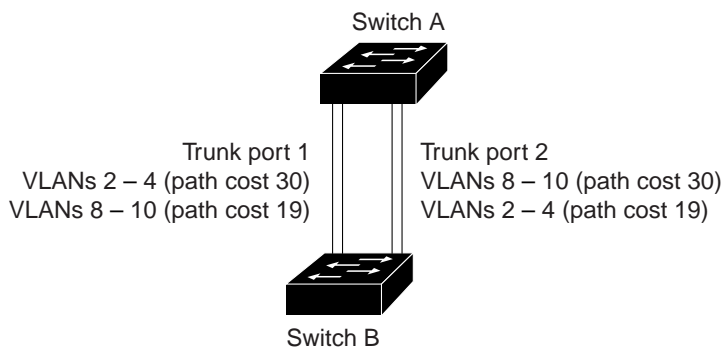 Switch A
Trunk port 1
VLANs 2 – 4 (path cost 30)
VLANs 8 – 10 (path cost 19)
Trunk port 2
VLANs 8 – 10 (path cost 30)
VLANs 2 – 4 (path cost 19)
Switch B